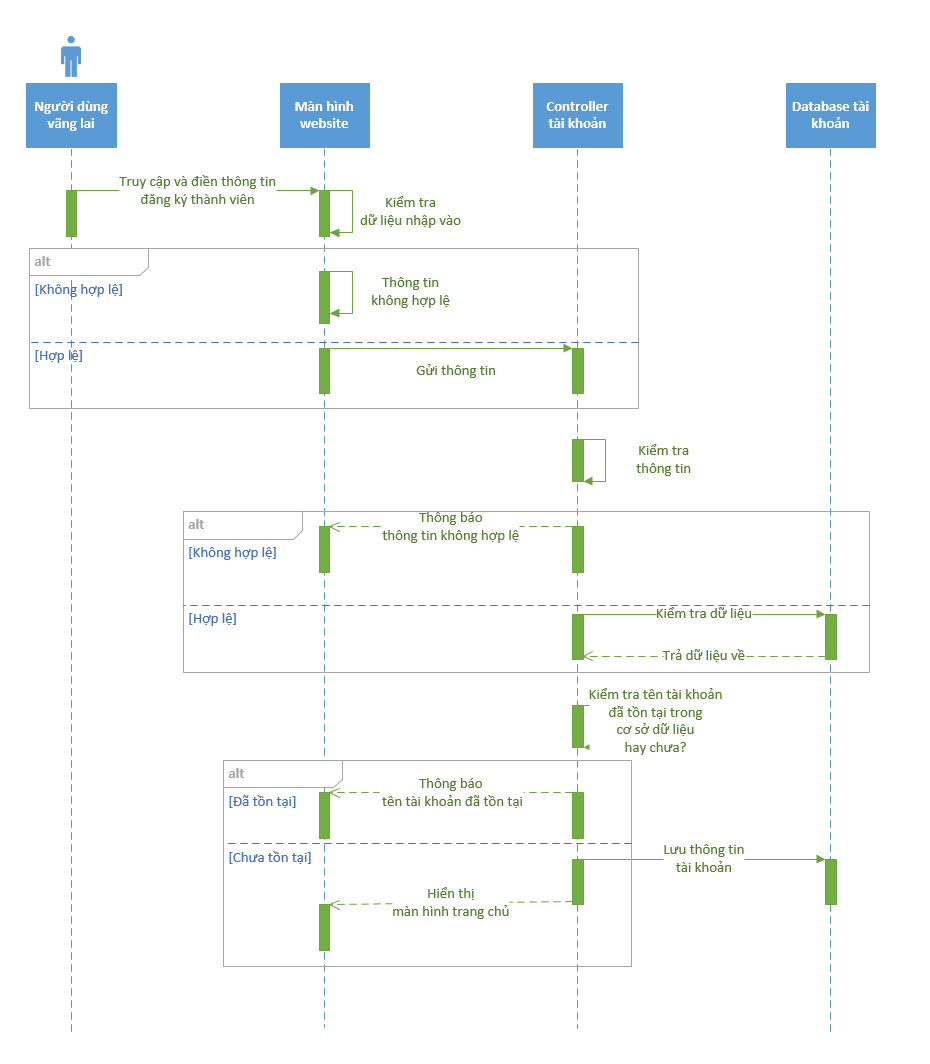 Người dùng
vãng lai
Màn hình
website
Controller
tài khoản
Database tài
khoản
Truy cập và điền thông tin
đăng ký thành viên
Kiểm tra
dữ liệu nhập vào
alt
[Không hợp lệ]
Thông tin
không hợp lệ
[Hợp lệ]
Gửi thông tin
Kiểm tra
thông tin
alt
Thông báo
thông tin không hợp lệ
[Không hợp lệ]
[Hợp lệ]
Kiểm tra dữ liệu
Trả dữ liệu về
Kiểm tra tên tài khoản
đã tồn tại trong
cơ sở dữ liệu
hay chưa?
alt
Thông báo
tên tài khoản đã tồn tại
[Đã tồn tại]
[Chưa tồn tại]
Lưu thông tin
tài khoản
Hiển thị
màn hình trang chủ